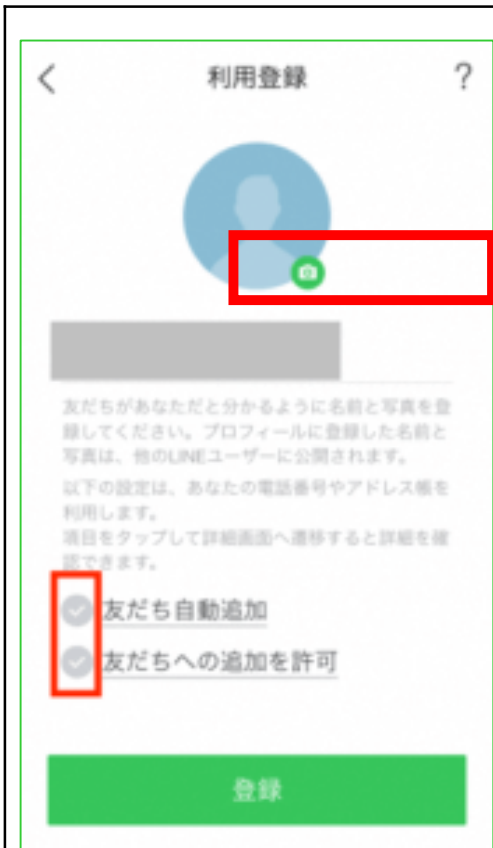 利用登録 ?
友だちがあなただと分かるように名前と写真を登
録してください。プロフィールに登録した名前と
写真は、他のLINEユーザーに公開されます。
以下の設定は、あなたの電話番号やアドレス帳を
利用します。
項目をタップして詳細画面へ遷移すると詳細を確
認できます。
友だち自動追加
友だちへの追加を許可
登録